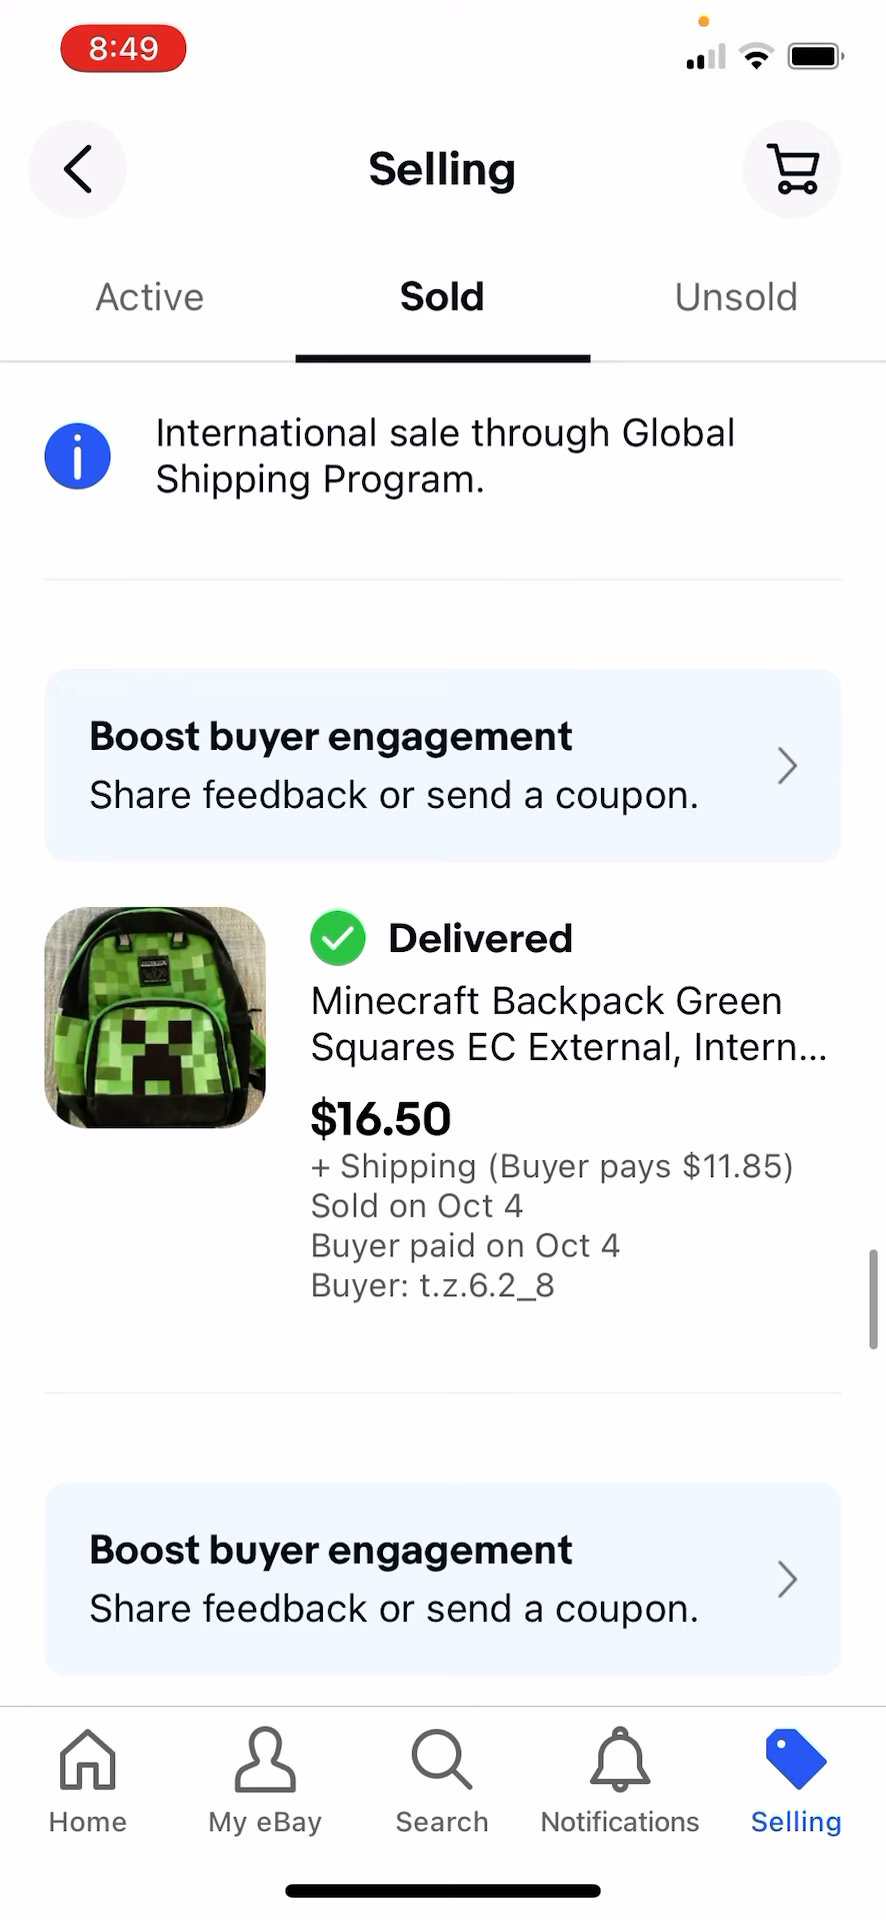 8:49
Selling
Active
Sold
Unsold
International sale through Global
Shipping Program.
Boost buyer engagement
Share feedback or send a coupon.
Delivered
Minecraft Backpack Green
Squares EC External, Intern...
$16.50
+ Shipping (Buyer pays $11.85)
Sold on Oct 4
Buyer paid on Oct 4
Buyer: t.z.6.2_8
Boost buyer engagement
Share feedback or send a coupon.
Home
My eBay
Search
Notifications
Selling